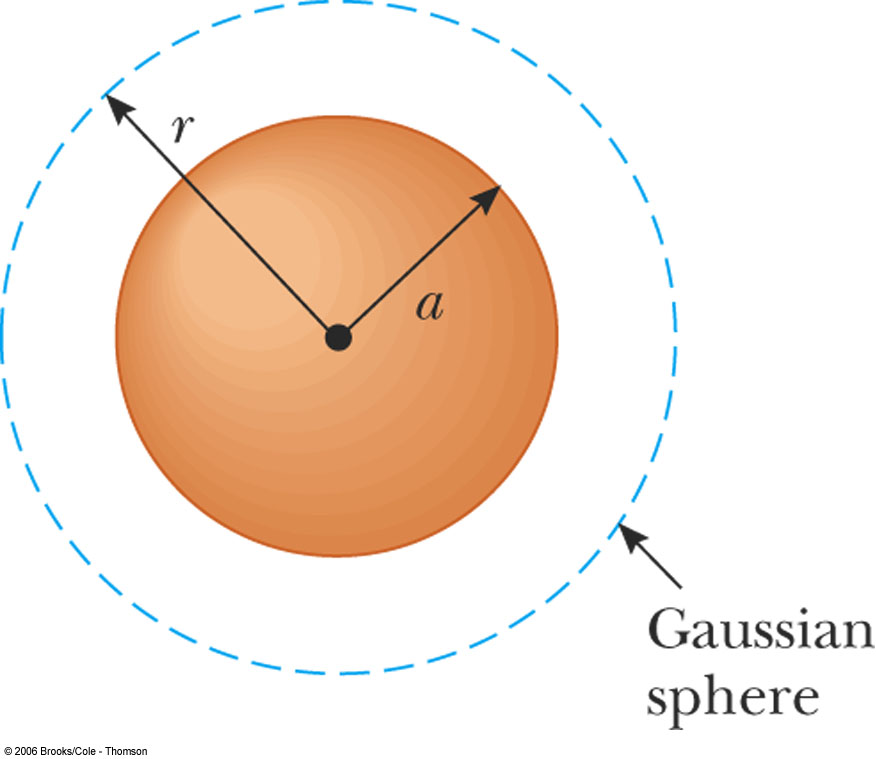 r
a
Gaussian
sphere
© 2006 Brooks/Cole - Thomson